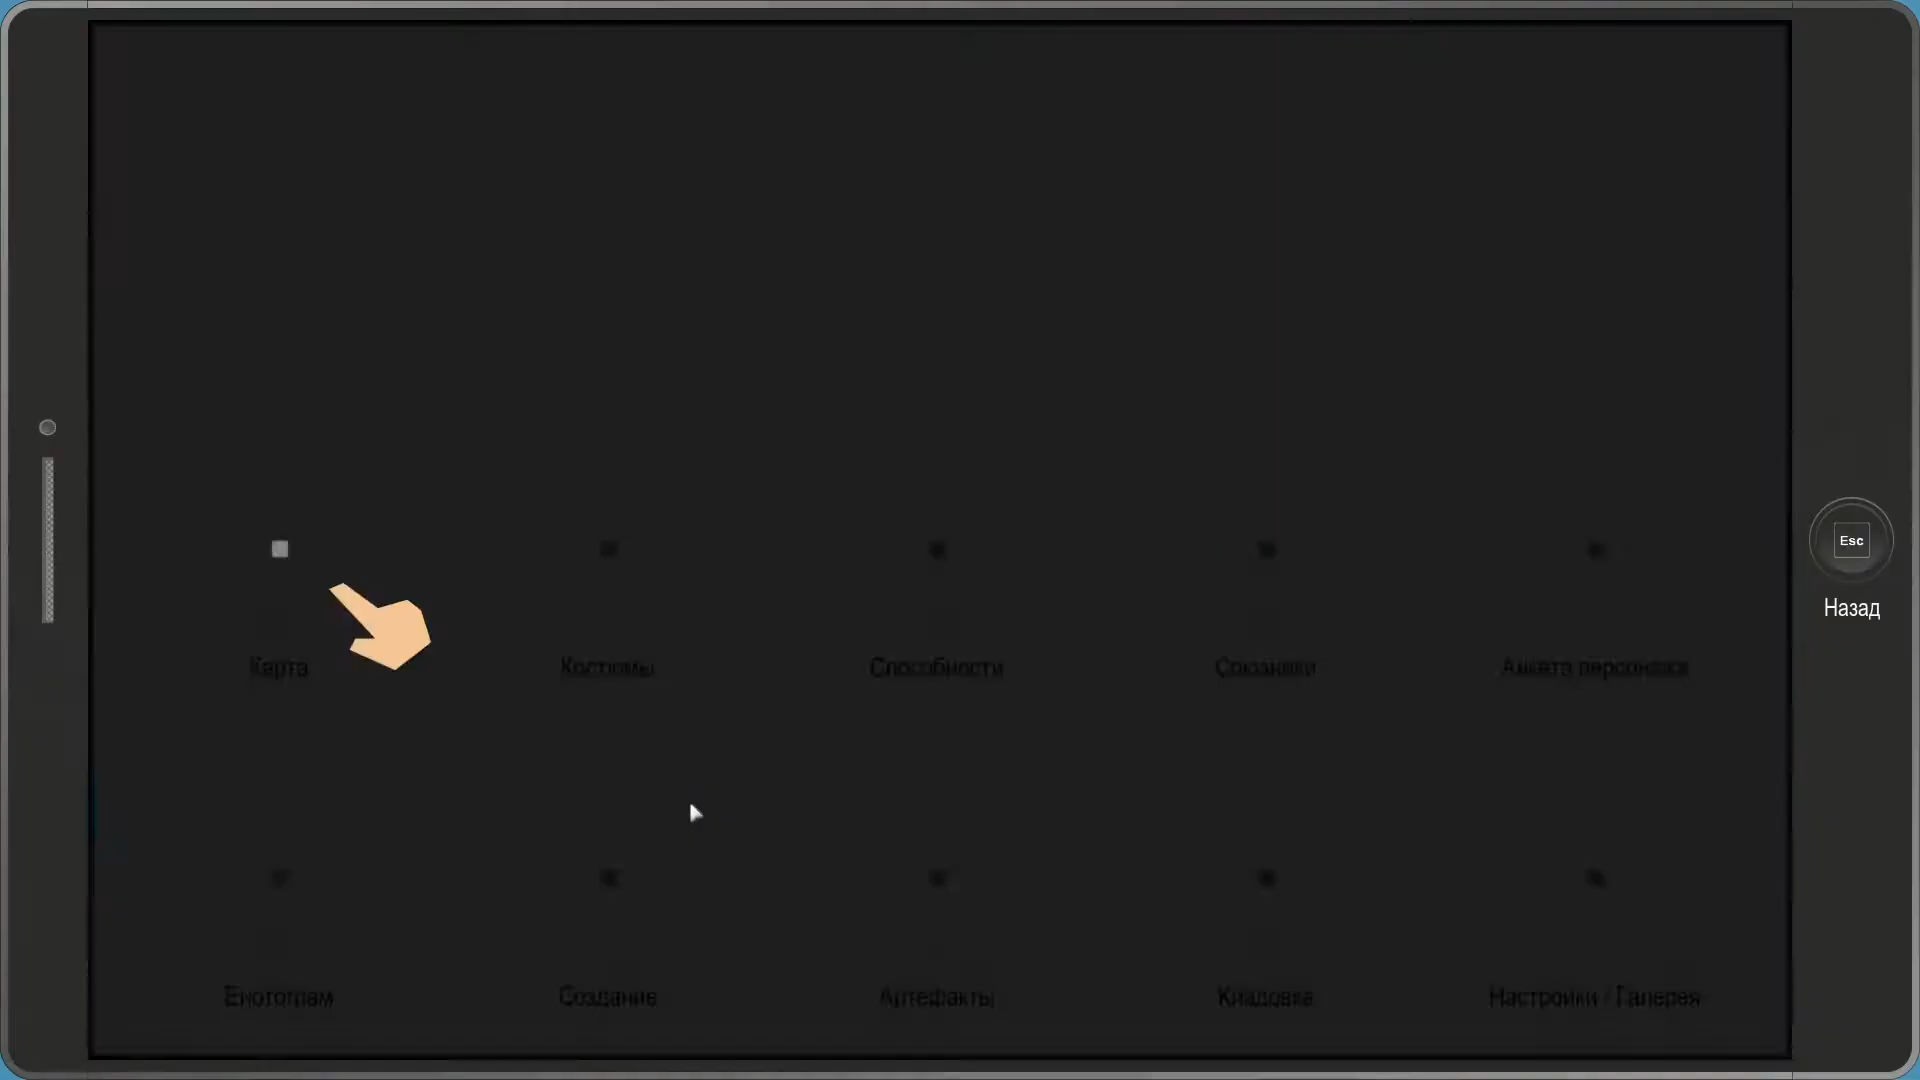 Esc
Назад
Карта
Костюмы
Способности
Союзники
Анкета персонажа
Енотограм
Создание
Артефакты
Кладовка
Настройки / Галерея